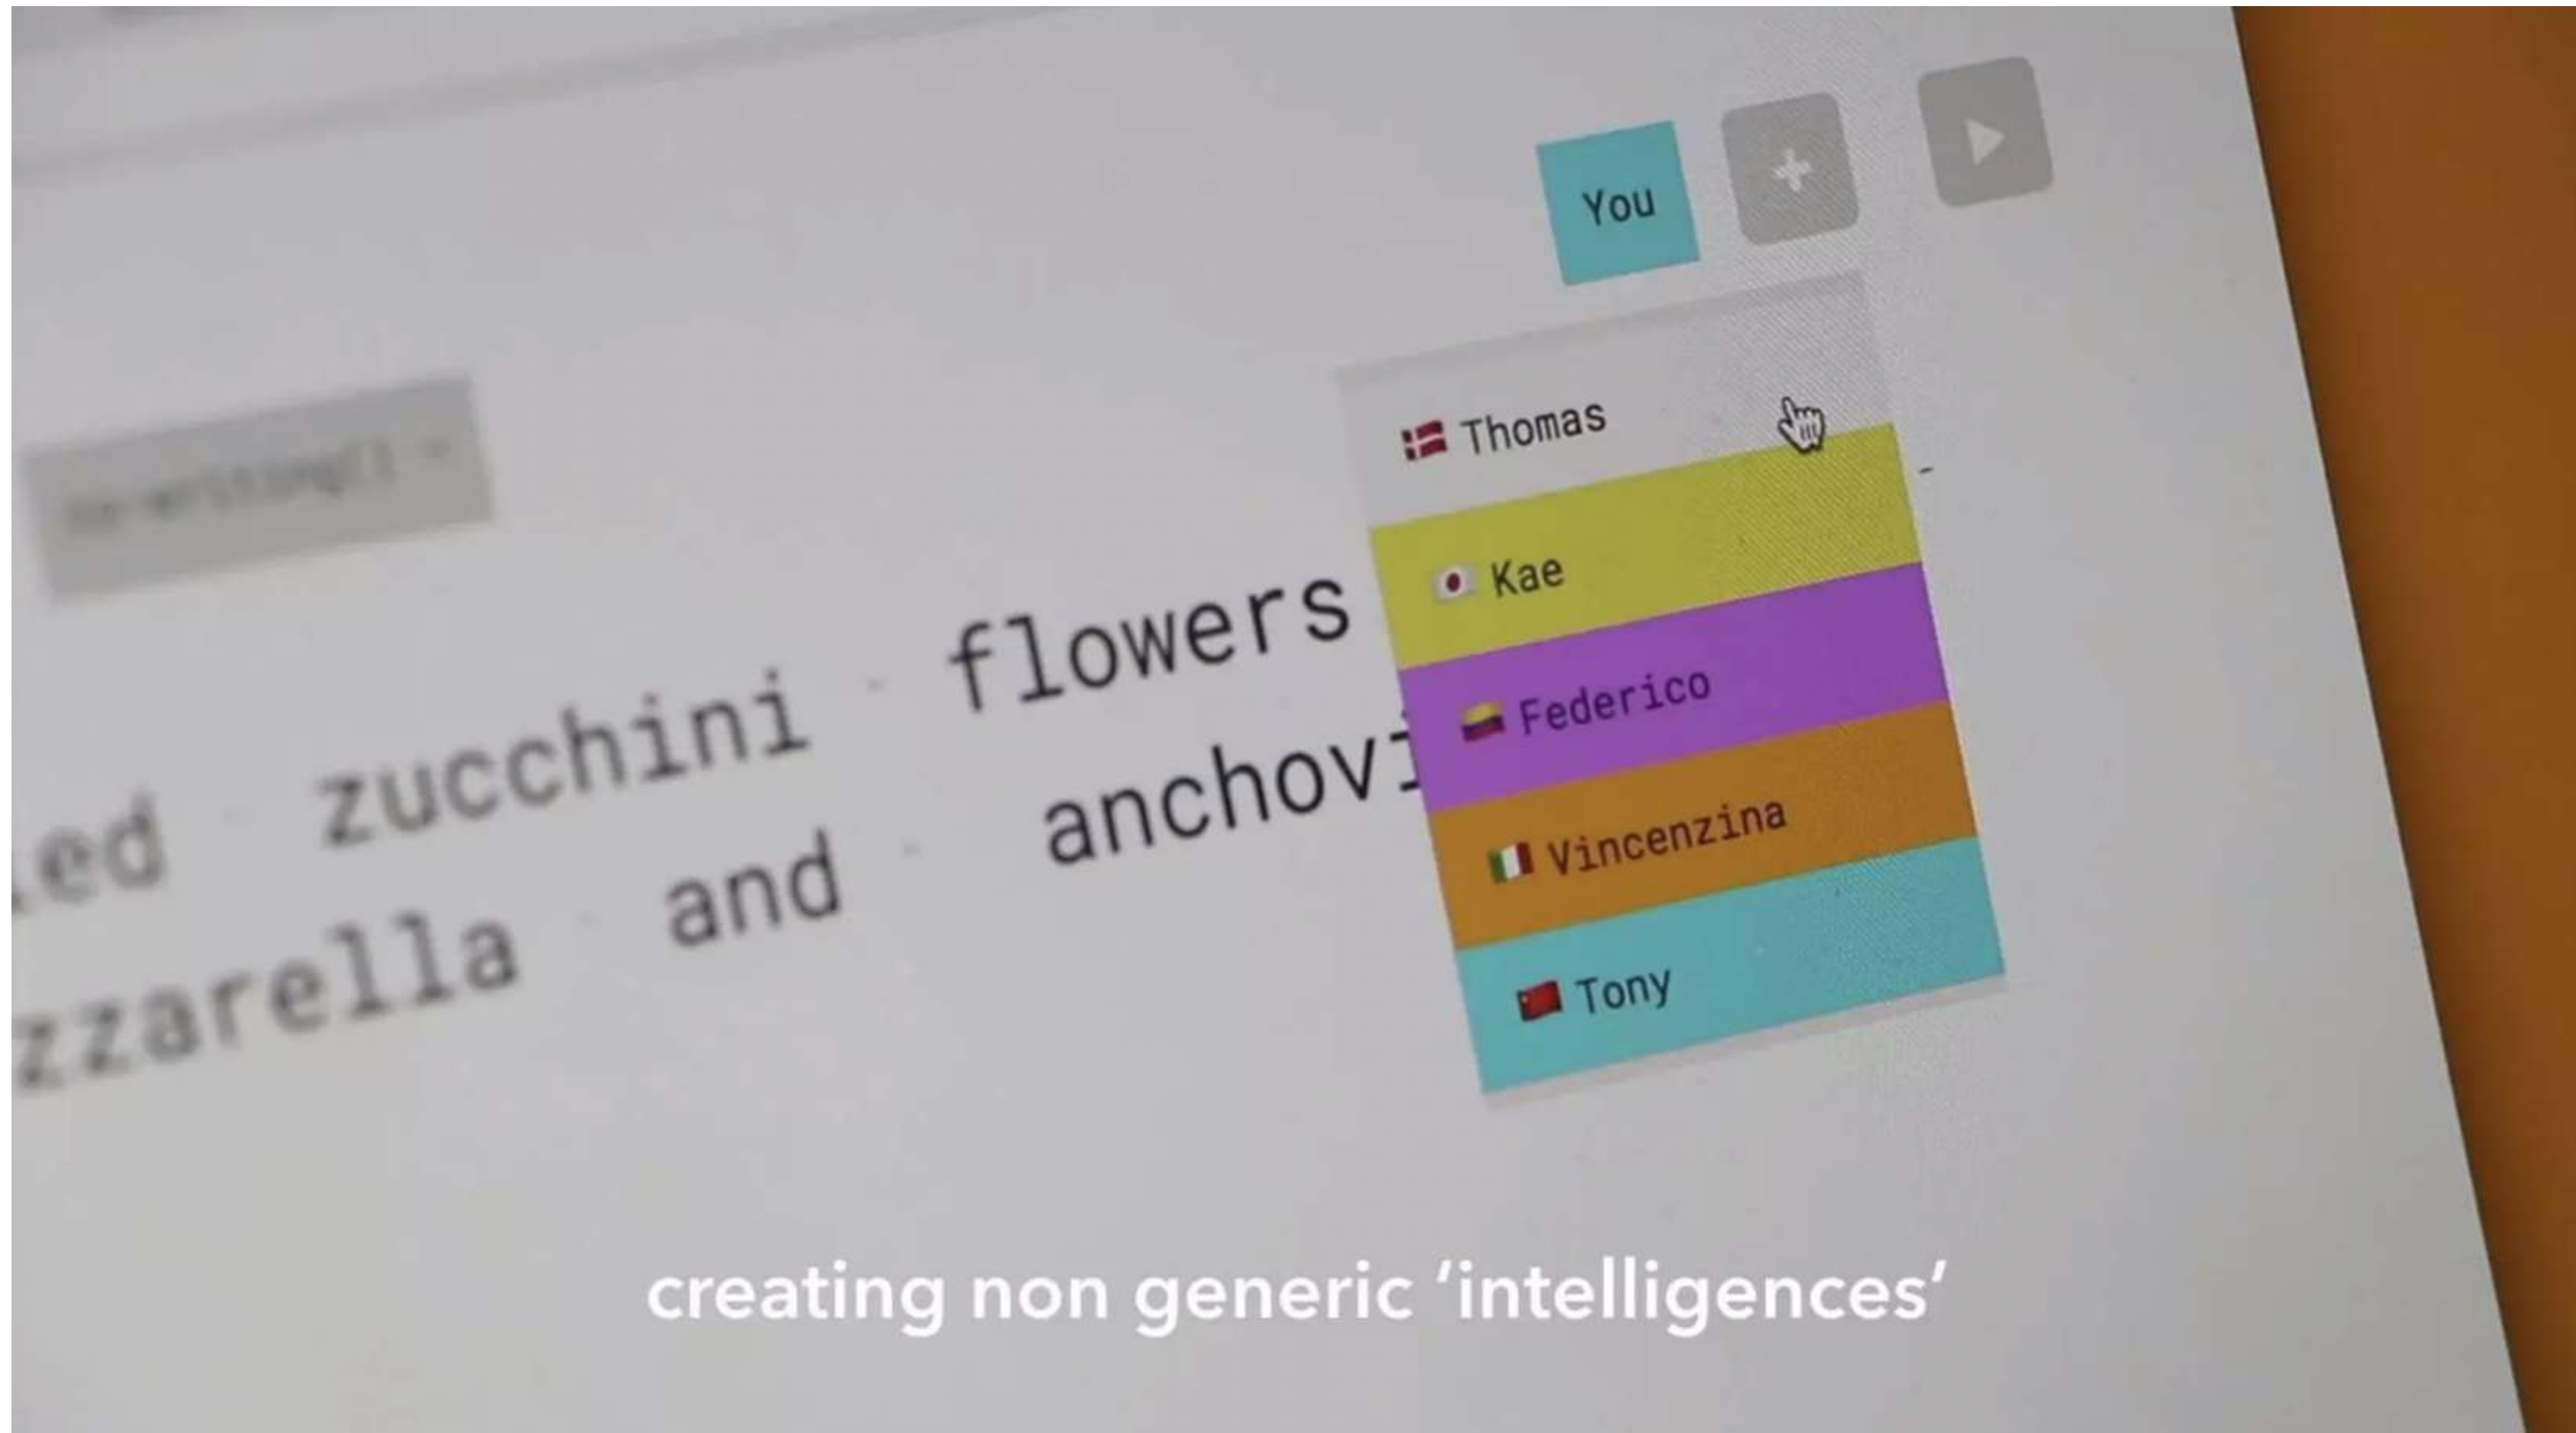 You
Thomas
Kae
Federico
Vincenzina
Tony
zucchini flowers
zzarella and anchovi
creating non generic ‘intelligences’